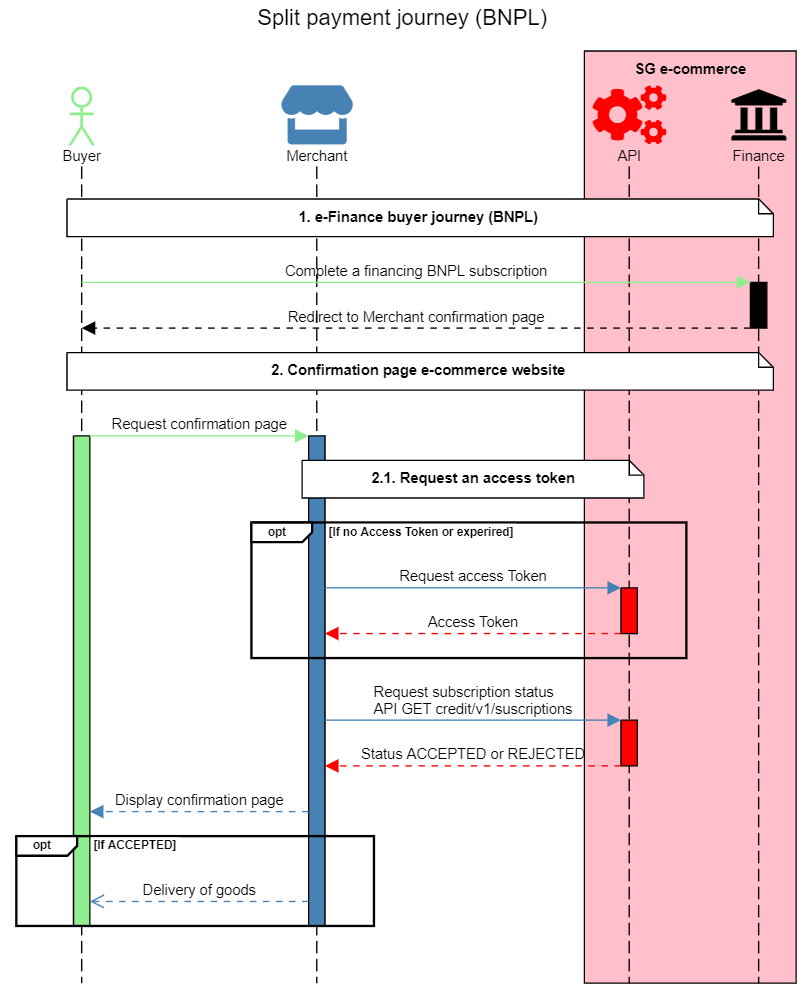 Split payment journey (BNPL)
SG e-commerce
Buyer
Merchant
API
Finance
1. e-Finance buyer journey (BNPL)
Complete a financing BNPL subscription
Redirect to Merchant confirmation page
2. Confirmation page e-commerce website
Request confirmation page
2.1. Request an access token
opt
[If no Access Token or experired]
Request access Token
Access Token
Request subscription status
API GET credit/v1/suscriptions
Status ACCEPTED or REJECTED
Display confirmation page
opt
[If ACCEPTED]
Delivery of goods